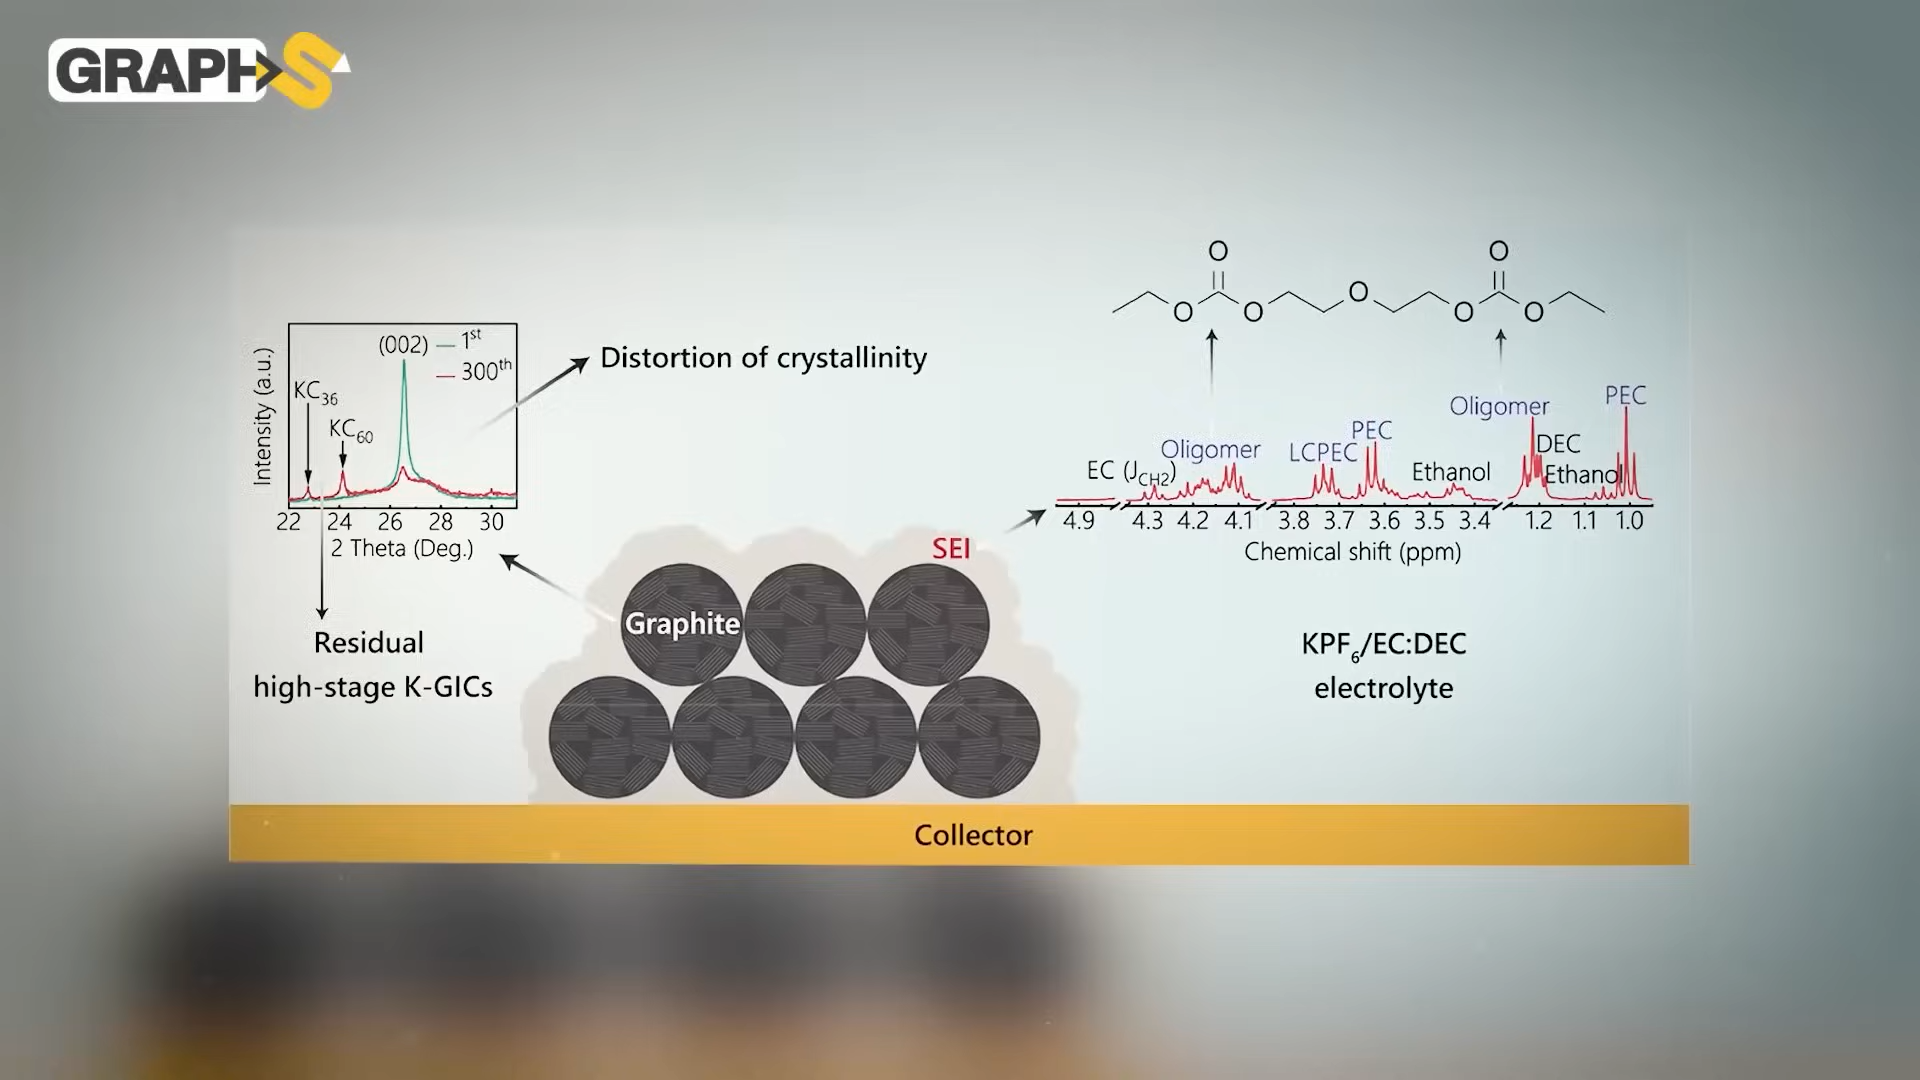 GRAPHS
(002)
1st
300th
KC36
KC60
Intensity (a.u.)
22 24 26 28 30
2 Theta (Deg.)
Distortion of crystallinity
Residual
high-stage K-GICs
O O
O O O O O
Oligomer PEC
EC (JCH2) Oligomer LCPEC PEC Ethanol DEC
Ethanol
4.9 4.3 4.2 4.1 3.8 3.7 3.6 3.5 3.4 1.2 1.1 1.0
Chemical shift (ppm)
SEI
Graphite
KPF6/EC:DEC
electrolyte
Collector